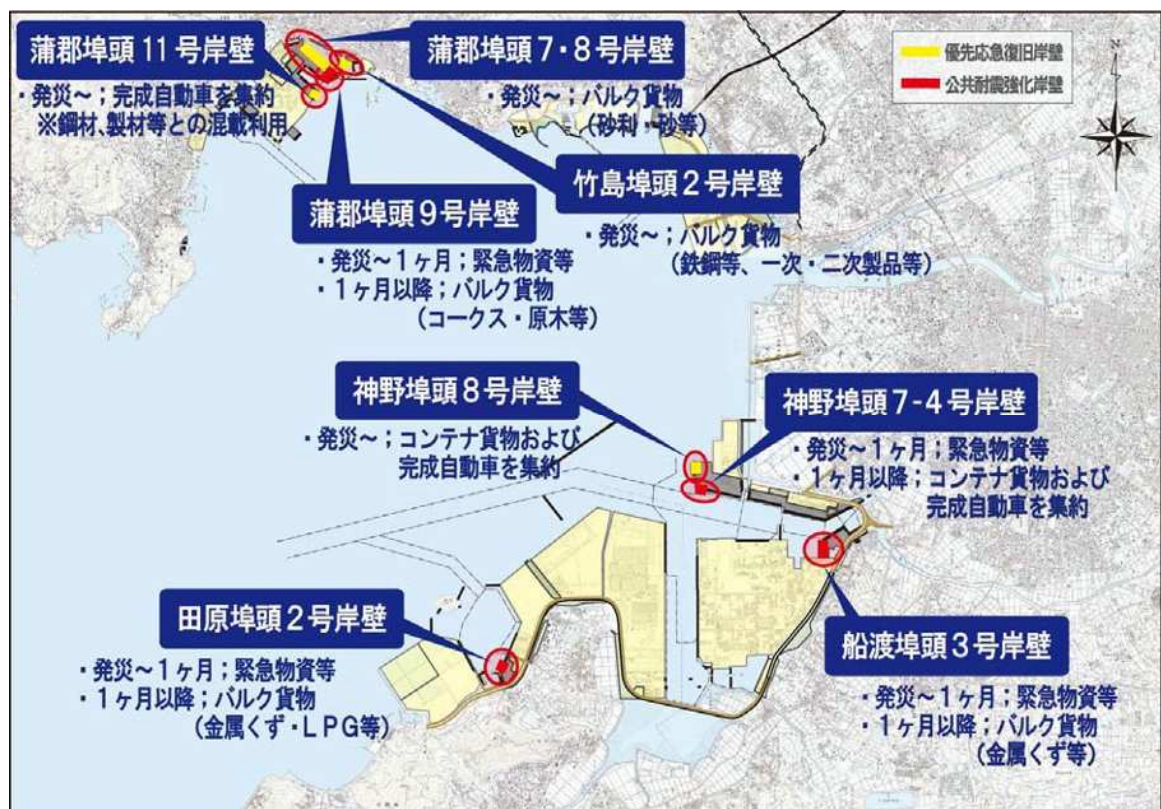 蒲郡埠頭11号岸壁
・発災～；完成自動車を集約
※鋼材、製材等との混載利用
蒲郡埠頭7・8号岸壁
・発災～；バルク貨物
(砂利・砂等)
優先応急復旧岸壁
公共耐震強化岸壁
竹島埠頭2号岸壁
・発災～；バルク貨物
(鉄鋼等、一次・二次製品等)
蒲郡埠頭9号岸壁
・発災～1ヶ月；緊急物資等
・1ヶ月以降；バルク貨物
(コークス・原木等)
神野埠頭8号岸壁
・発災～；コンテナ貨物および
完成自動車を集約
神野埠頭7-4号岸壁
・発災～1ヶ月；緊急物資等
・1ヶ月以降；コンテナ貨物および
完成自動車を集約
田原埠頭2号岸壁
・発災～1ヶ月；緊急物資等
・1ヶ月以降；バルク貨物
(金属くず・LPG等)
船渡埠頭3号岸壁
・発災～1ヶ月；緊急物資等
・1ヶ月以降；バルク貨物
(金属くず等)